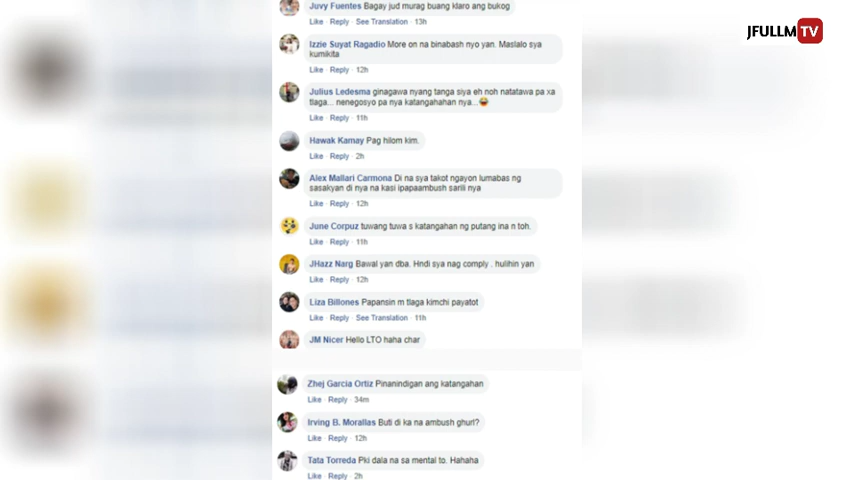 JFULLM TV
Juvy Fuentes Bagay jud murag buang klaro ang bukog
Like · Reply · See Translation · 13h
Izzie Suyat Ragadio More on na binabash nyo yan. Maslalo sya
kumikita
Like · Reply · 12h
Julius Ledesma ginagawa nyang tanga siya eh noh natatawa pa xa
tlaga... nenegosyo pa nya katangahan nya...😂
Like · Reply · 11h
Hawak Kamay Pag hilom kim.
Like · Reply · 2h
Alex Mallari Carmona Di na sya takot ngayon lumabas ng
sasakyan di nya na kasi ipapaambush sarili nya
Like · Reply · 12h
June Corpuz tuwang tuwa s katangahan ng putang ina n toh.
Like · Reply · 11h
JHazz Narg Bawal yan dba. Hndi sya nag comply . hulihin yan
Like · Reply · 12h
Liza Billones Papansin m tlaga kimchi payatot
Like · Reply · See Translation · 11h
JM Nicer Hello LTO haha char
Zhej Garcia Ortiz Pinanindigan ang katangahan
Like · Reply · 34m
Irving B. Morallas Buti di ka na ambush ghurl?
Like · Reply · 12h
Tata Torreda Pki dala na sa mental to. Hahaha
Like · Reply · 2h